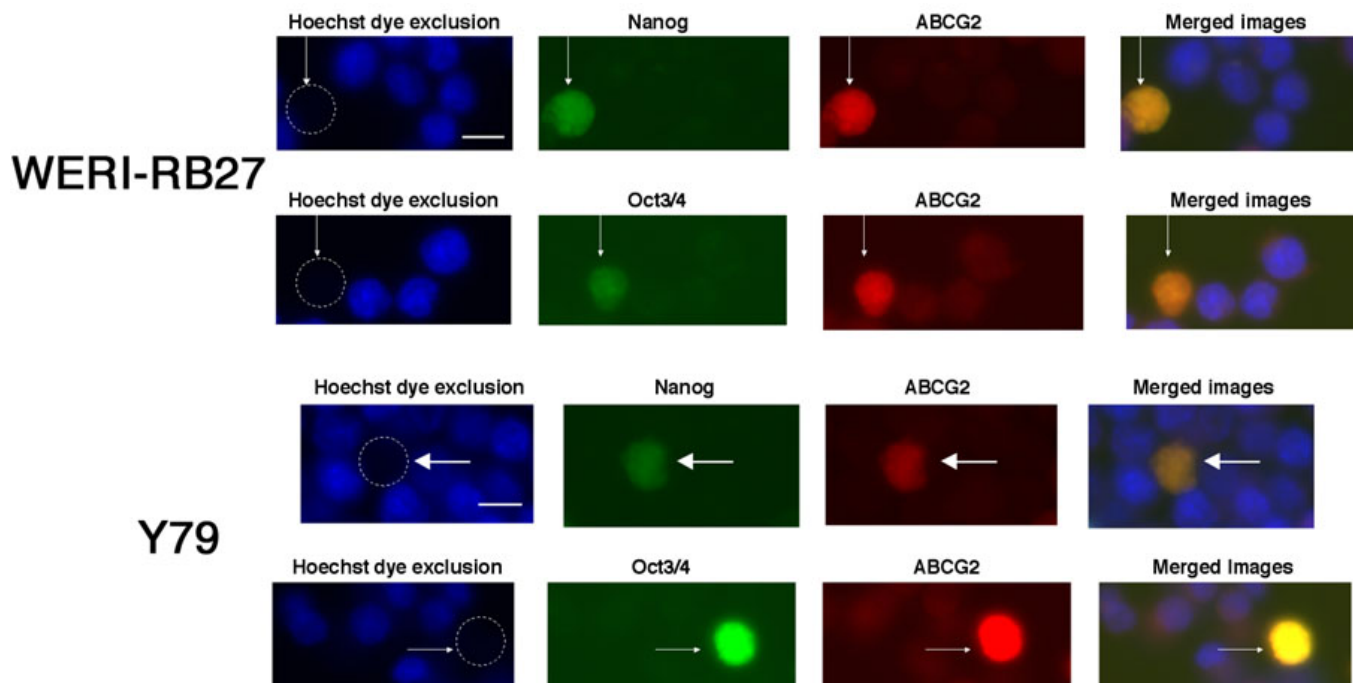 Hoechst dye exclusion Nanog ABCG2 Merged images
WERI-RB27
Hoechst dye exclusion Oct3/4 ABCG2 Merged images
Hoechst dye exclusion Nanog ABCG2 Merged images
Y79
Hoechst dye exclusion Oct3/4 ABCG2 Merged Images